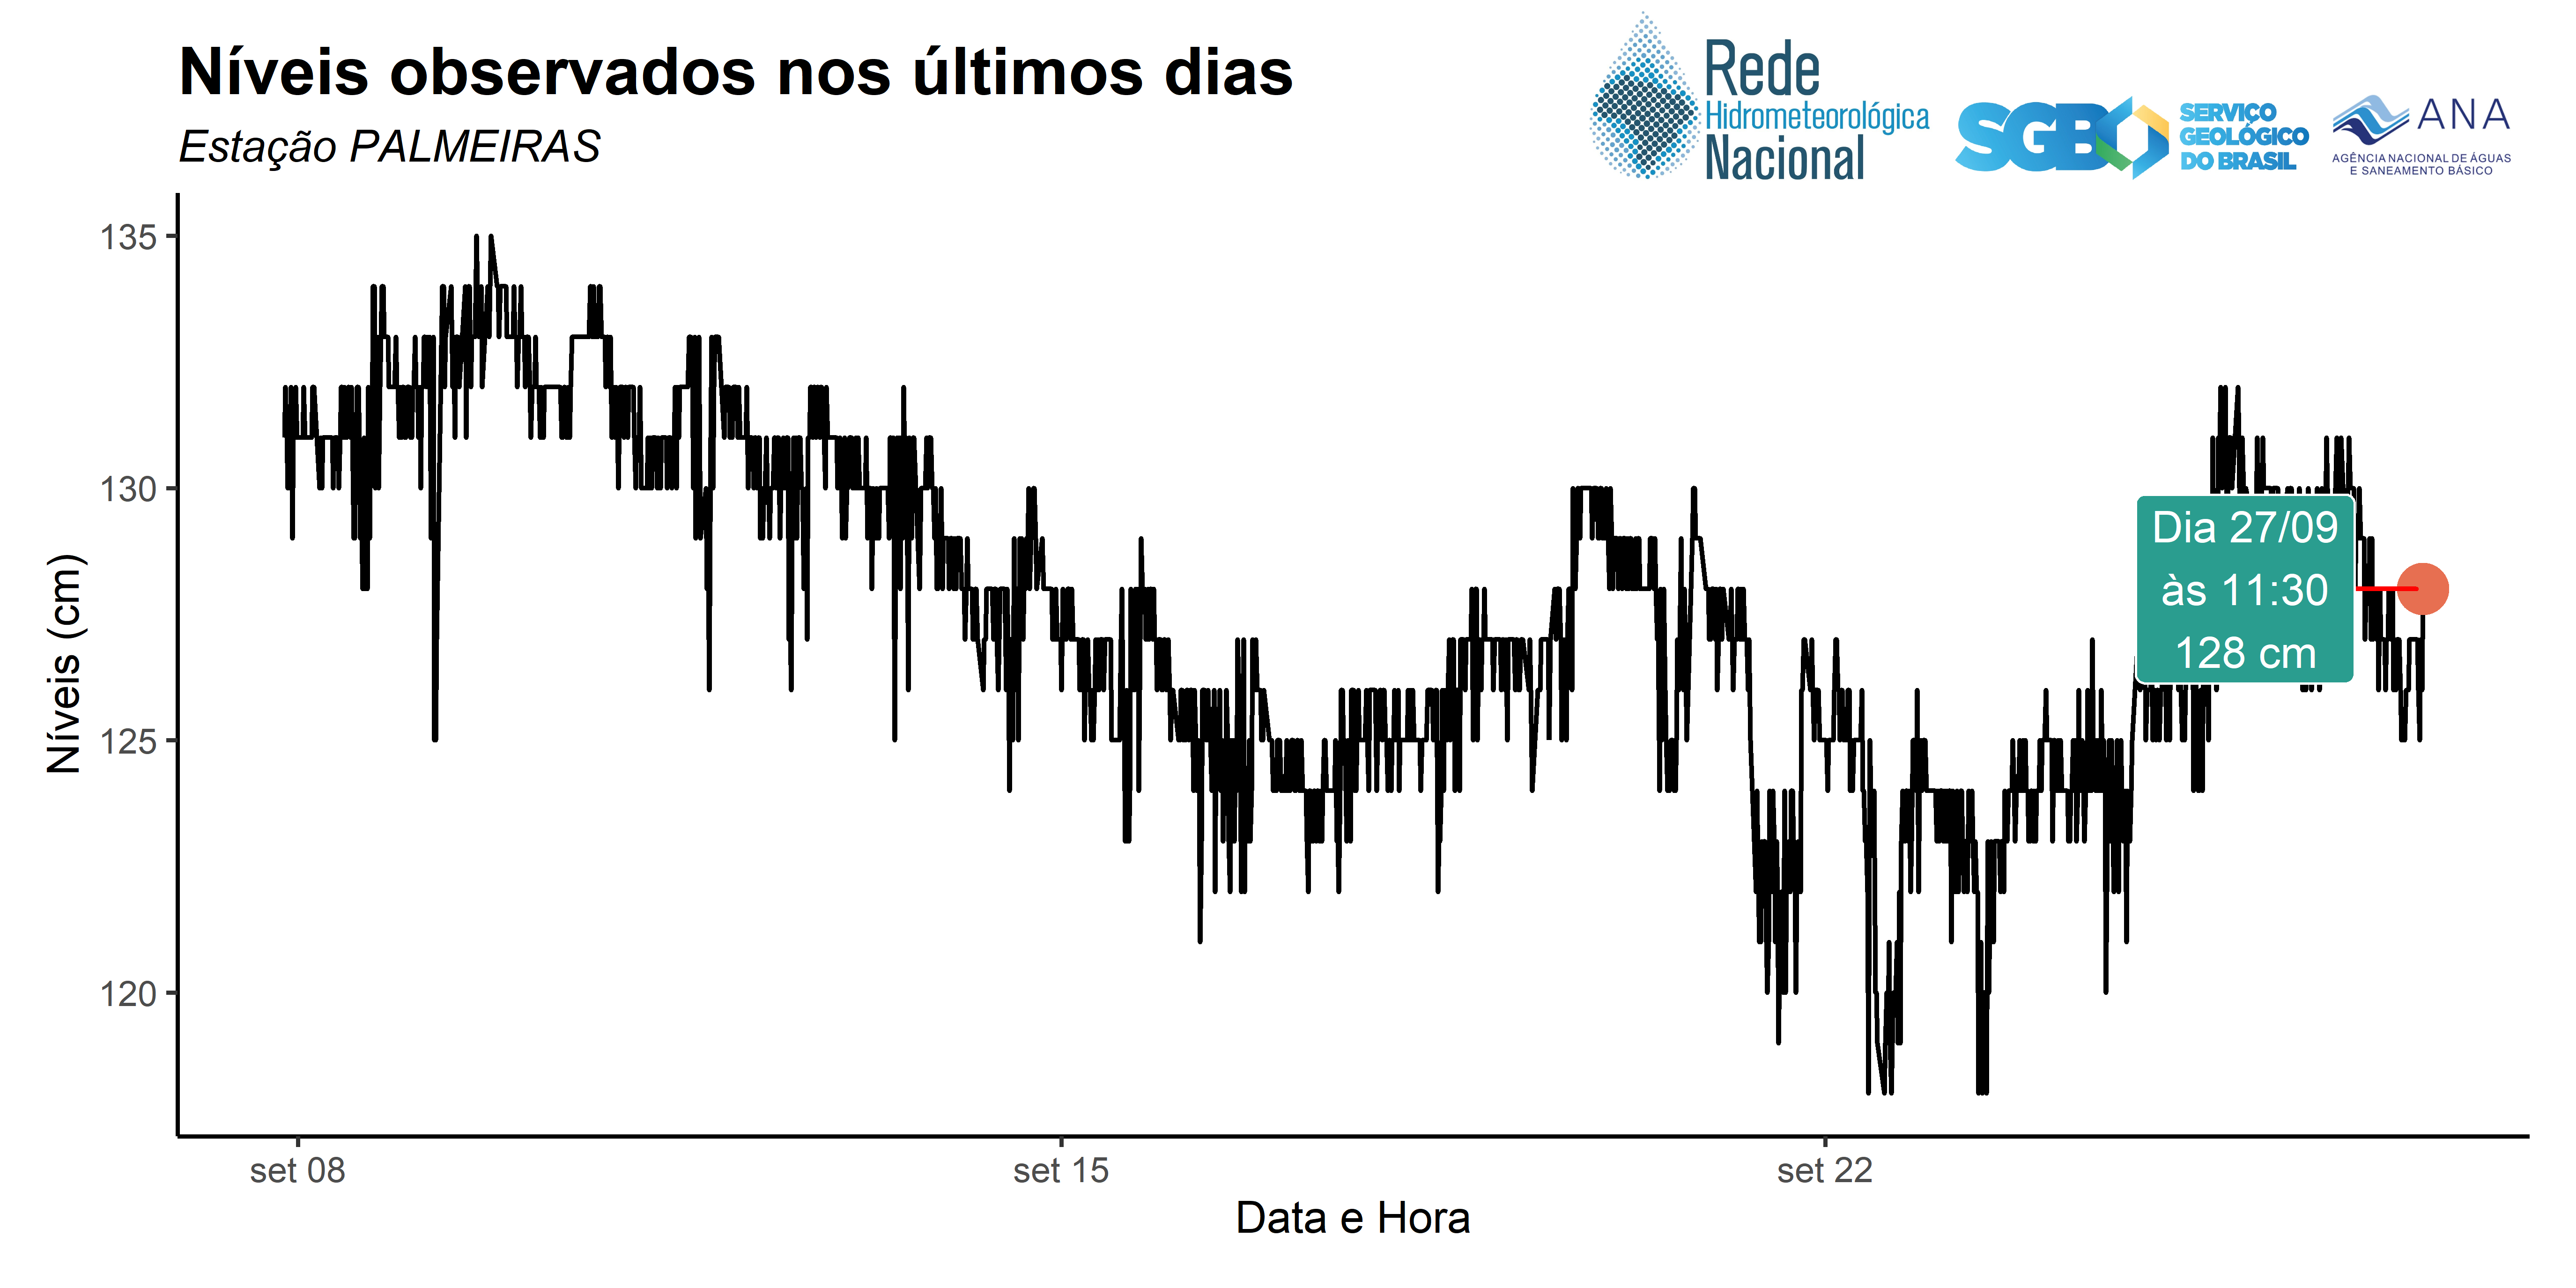 Níveis observados nos últimos dias
Estação PALMEIRAS
Rede
Hidrometeorológica
Nacional
SGB
SERVIÇO
GEOLÓGICO
DO BRASIL
ANA
AGÊNCIA NACIONAL DE ÁGUAS
E SANEAMENTO BÁSICO
Níveis (cm)
135
130
125
120
Dia 27/09
às 11:30
128 cm
set 08
set 15
set 22
Data e Hora